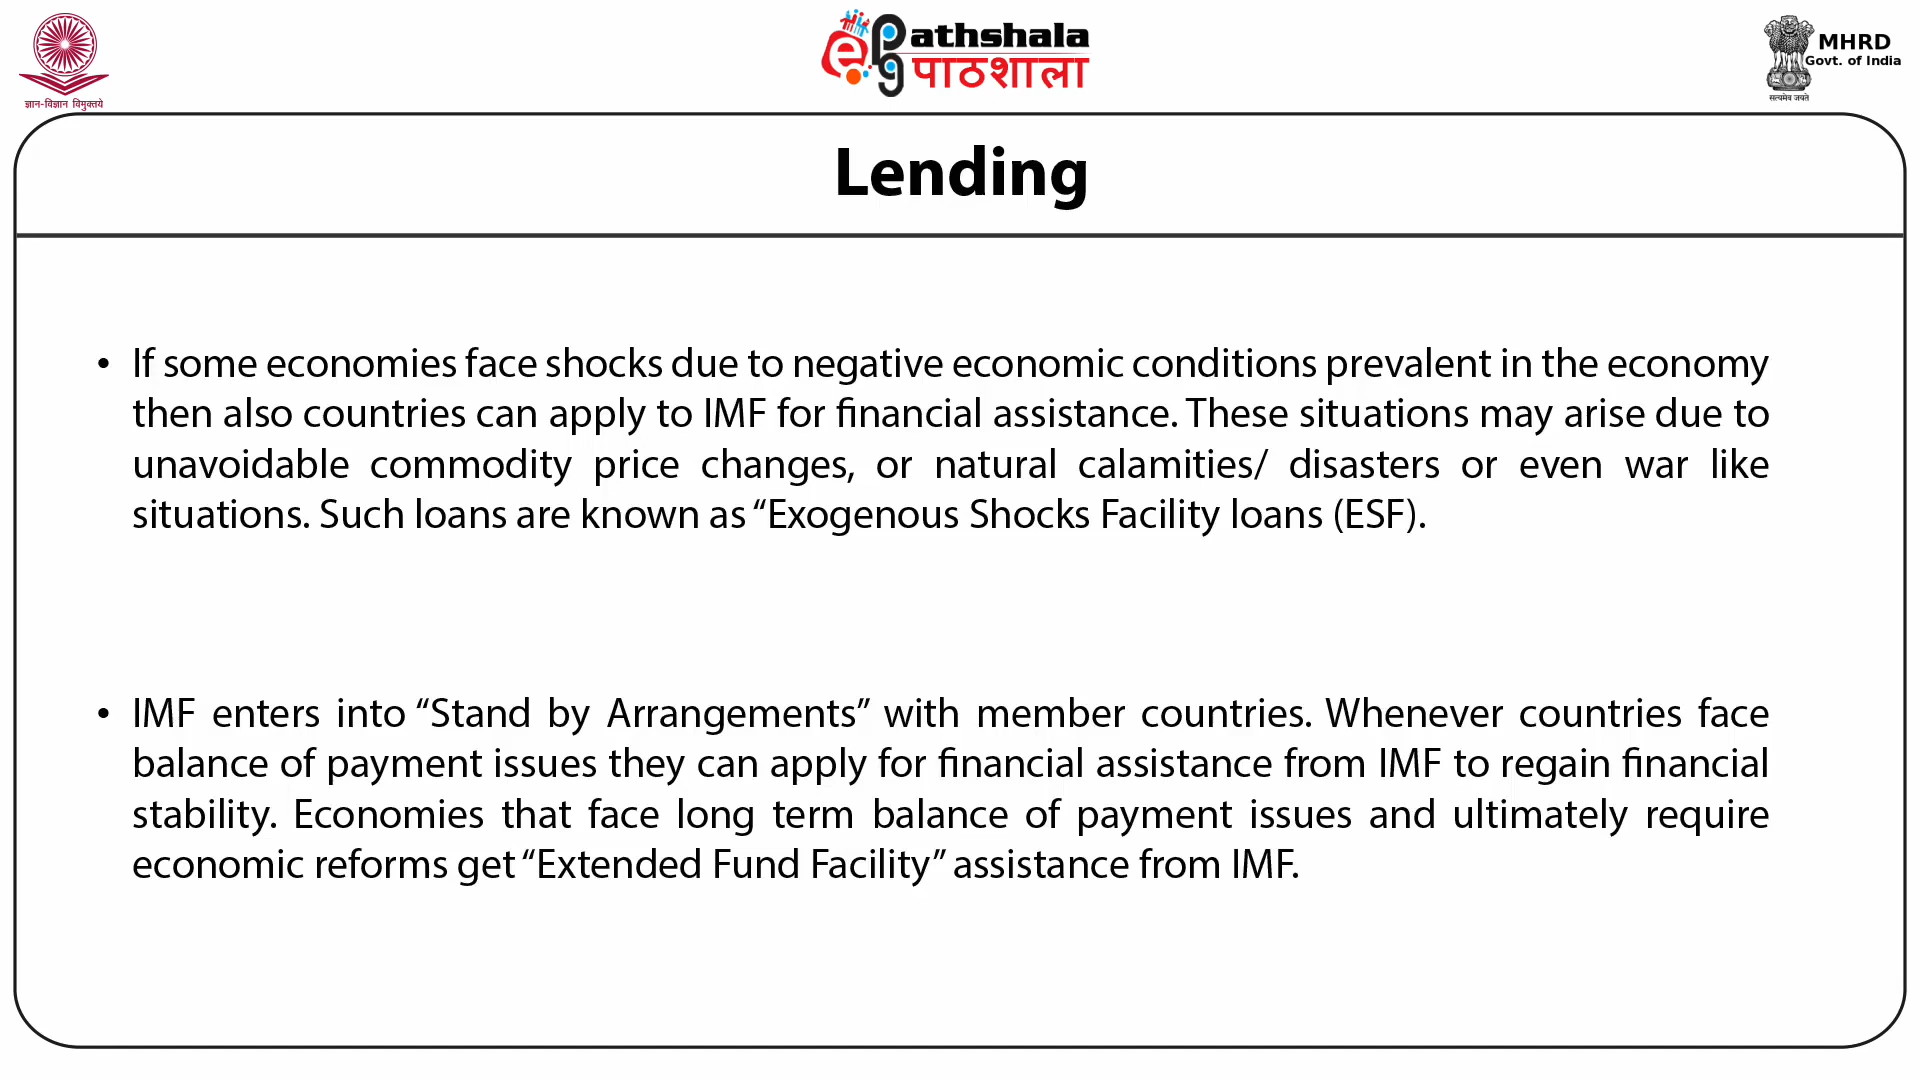 ज्ञान-विज्ञान विमुक्तये
e PG athshala
पाठशाला
MHRD
Govt. of India
सत्यमेव जयते
Lending
• If some economies face shocks due to negative economic conditions prevalent in the economy
then also countries can apply to IMF for financial assistance. These situations may arise due to
unavoidable commodity price changes, or natural calamities/ disasters or even war like
situations. Such loans are known as “Exogenous Shocks Facility loans (ESF).
• IMF enters into “Stand by Arrangements” with member countries. Whenever countries face
balance of payment issues they can apply for financial assistance from IMF to regain financial
stability. Economies that face long term balance of payment issues and ultimately require
economic reforms get “Extended Fund Facility” assistance from IMF.